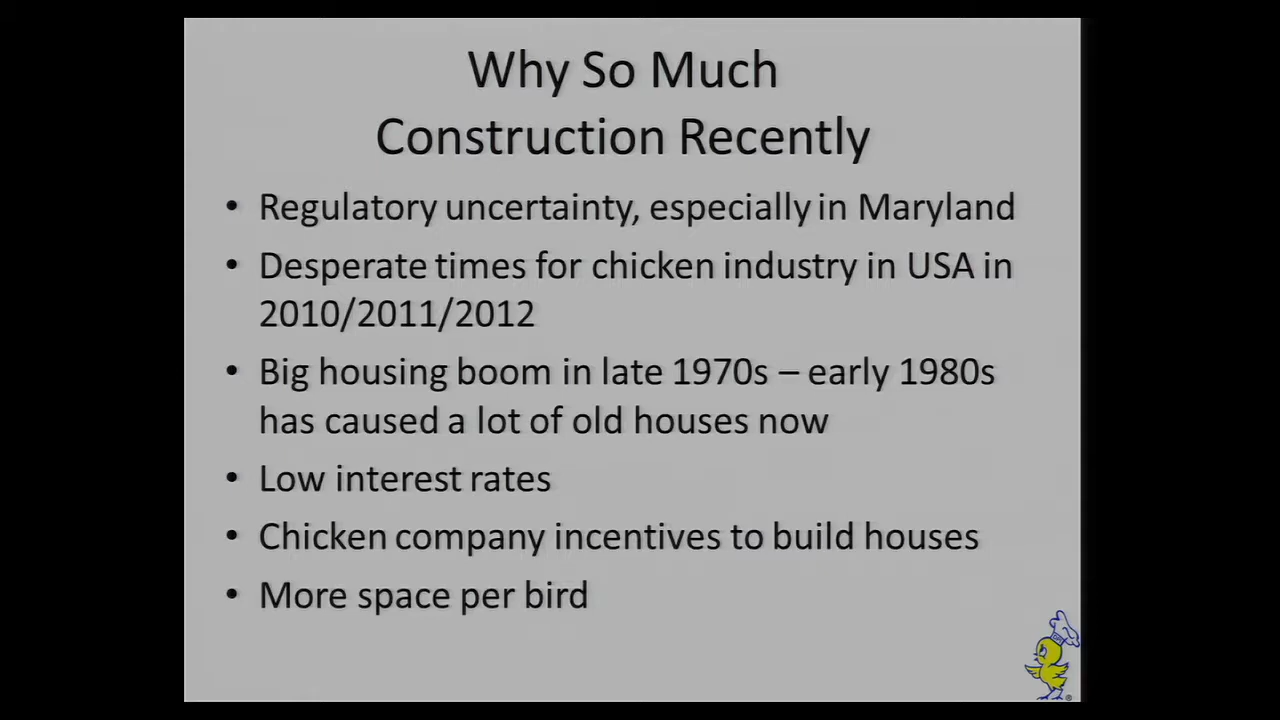 Why So Much
Construction Recently
• Regulatory uncertainty, especially in Maryland
• Desperate times for chicken industry in USA in
2010/2011/2012
• Big housing boom in late 1970s – early 1980s
has caused a lot of old houses now
• Low interest rates
• Chicken company incentives to build houses
• More space per bird
®